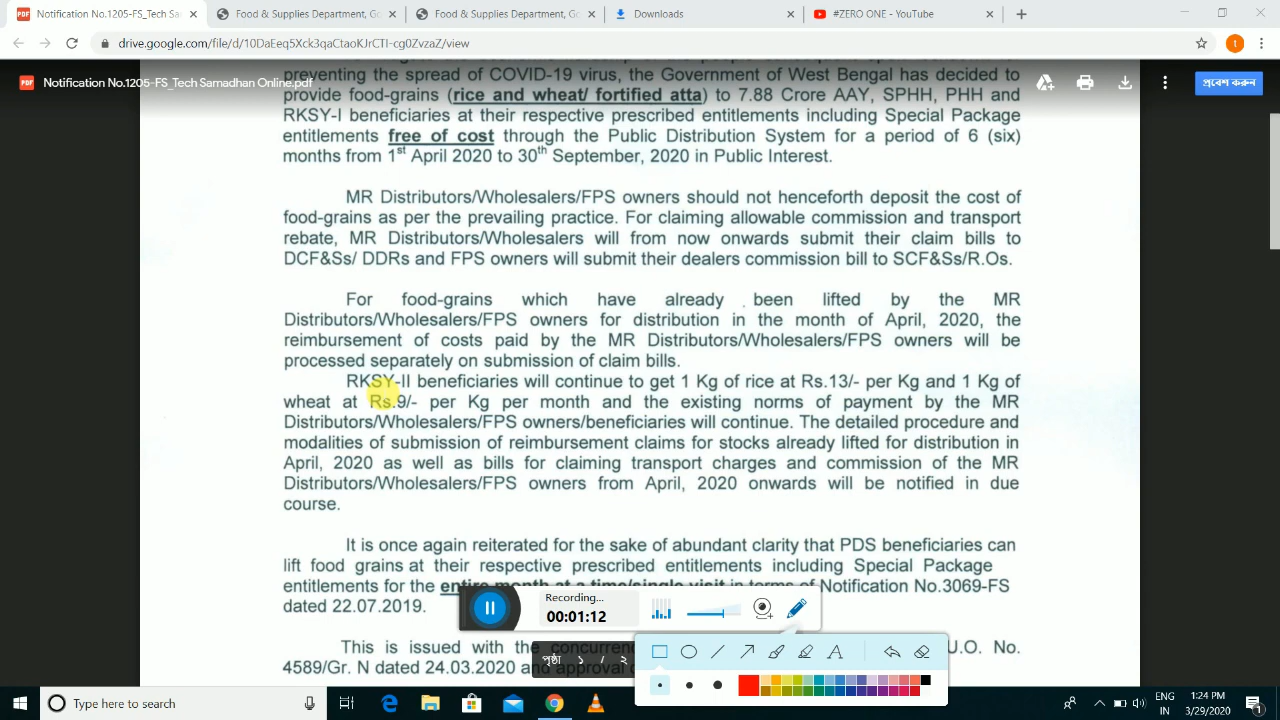 Notification No.1205-FS_Tech Sa
Food & Supplies Department, Go
Food & Supplies Department, Go
Downloads
#ZERO ONE - YouTube
drive.google.com/file/d/10DaEeq5Xck3qaCtaoKJrCTI-cg0ZvzaZ/view
Notification No.1205-FS_Tech Samadhan Online.pdf
প্রবেশ করুন
preventing the spread of COVID-19 virus, the Government of West Bengal has decided to
provide food-grains (rice and wheat/ fortified atta) to 7.88 Crore AAY, SPHH, PHH and
RKSY-I beneficiaries at their respective prescribed entitlements including Special Package
entitlements free of cost through the Public Distribution System for a period of 6 (six)
months from 1st April 2020 to 30th September, 2020 in Public Interest.
MR Distributors/Wholesalers/FPS owners should not henceforth deposit the cost of
food-grains as per the prevailing practice. For claiming allowable commission and transport
rebate, MR Distributors/Wholesalers will from now onwards submit their claim bills to
DCF&Ss/ DDRs and FPS owners will submit their dealers commission bill to SCF&Ss/R.Os.
For food-grains which have already been lifted by the MR
Distributors/Wholesalers/FPS owners for distribution in the month of April, 2020, the
reimbursement of costs paid by the MR Distributors/Wholesalers/FPS owners will be
processed separately on submission of claim bills.
RKSY-II beneficiaries will continue to get 1 Kg of rice at Rs.13/- per Kg and 1 Kg of
wheat at Rs.9/- per Kg per month and the existing norms of payment by the MR
Distributors/Wholesalers/FPS owners/beneficiaries will continue. The detailed procedure and
modalities of submission of reimbursement claims for stocks already lifted for distribution in
April, 2020 as well as bills for claiming transport charges and commission of the MR
Distributors/Wholesalers/FPS owners from April, 2020 onwards will be notified in due
course.
It is once again reiterated for the sake of abundant clarity that PDS beneficiaries can
lift food grains at their respective prescribed entitlements including Special Package
entitlements for the entire month at a time/single visit in terms of Notification No.3069-FS
dated 22.07.2019.
Recording...
00:01:12
This is issued with the concurrenc U.O. No.
4589/Gr. N dated 24.03.2020 and approval
পৃষ্ঠা ১ / ২
A
Type here to search
ENG
IN
1:24 PM
3/29/2020